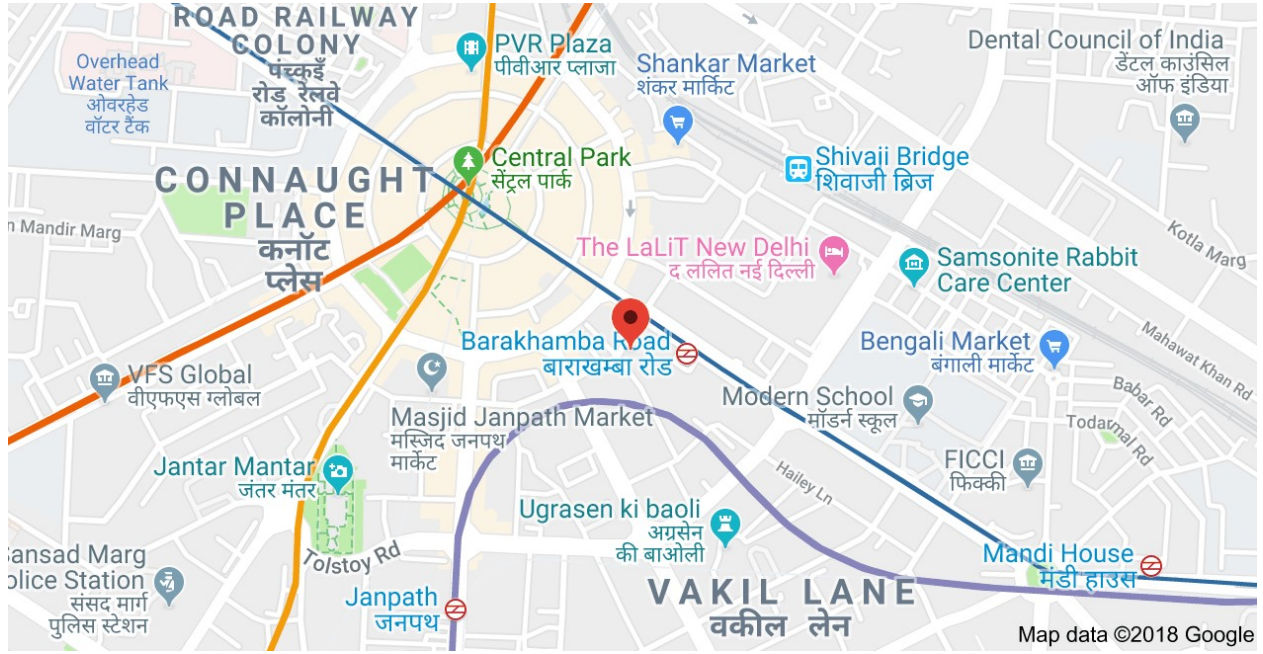 ROAD RAILWAY
COLONY
पंचकुइँ
रोड रेलवे
कॉलोनी
PVR Plaza
पीवीआर प्लाजा
Shankar Market
शंकर मार्किट
Dental Council of India
डेंटल काउंसिल
ऑफ इंडिया
Overhead
Water Tank
ओवरहेड
वॉटर टैंक
Central Park
सेंट्रल पार्क
Shivaji Bridge
शिवाजी ब्रिज
CONNAUGHT
PLACE
कनॉट
प्लेस
n Mandir Marg
Kotla Marg
The LaLiT New Delhi
द ललित नई दिल्ली
Samsonite Rabbit
Care Center
Barakhamba Road
बाराखम्बा रोड
Bengali Market
बंगाली मार्केट
Mahawat Khan Rd
VFS Global
वीएफएस ग्लोबल
Masjid Janpath Market
मस्जिद जनपथ
मार्केट
Modern School
मॉडर्न स्कूल
Babar Rd
Todarmal Rd
Jantar Mantar
जंतर मंतर
Hailey Ln
FICCI
फिक्की
Ugrasen ki baoli
अग्रसेन
की बाओली
Tolstoy Rd
Sansad Marg
olice Station
संसद मार्ग
पुलिस स्टेशन
Mandi House
मंडी हाउस
Janpath
जनपथ
VAKIL LANE
वकील लेन
Map data ©2018 Google